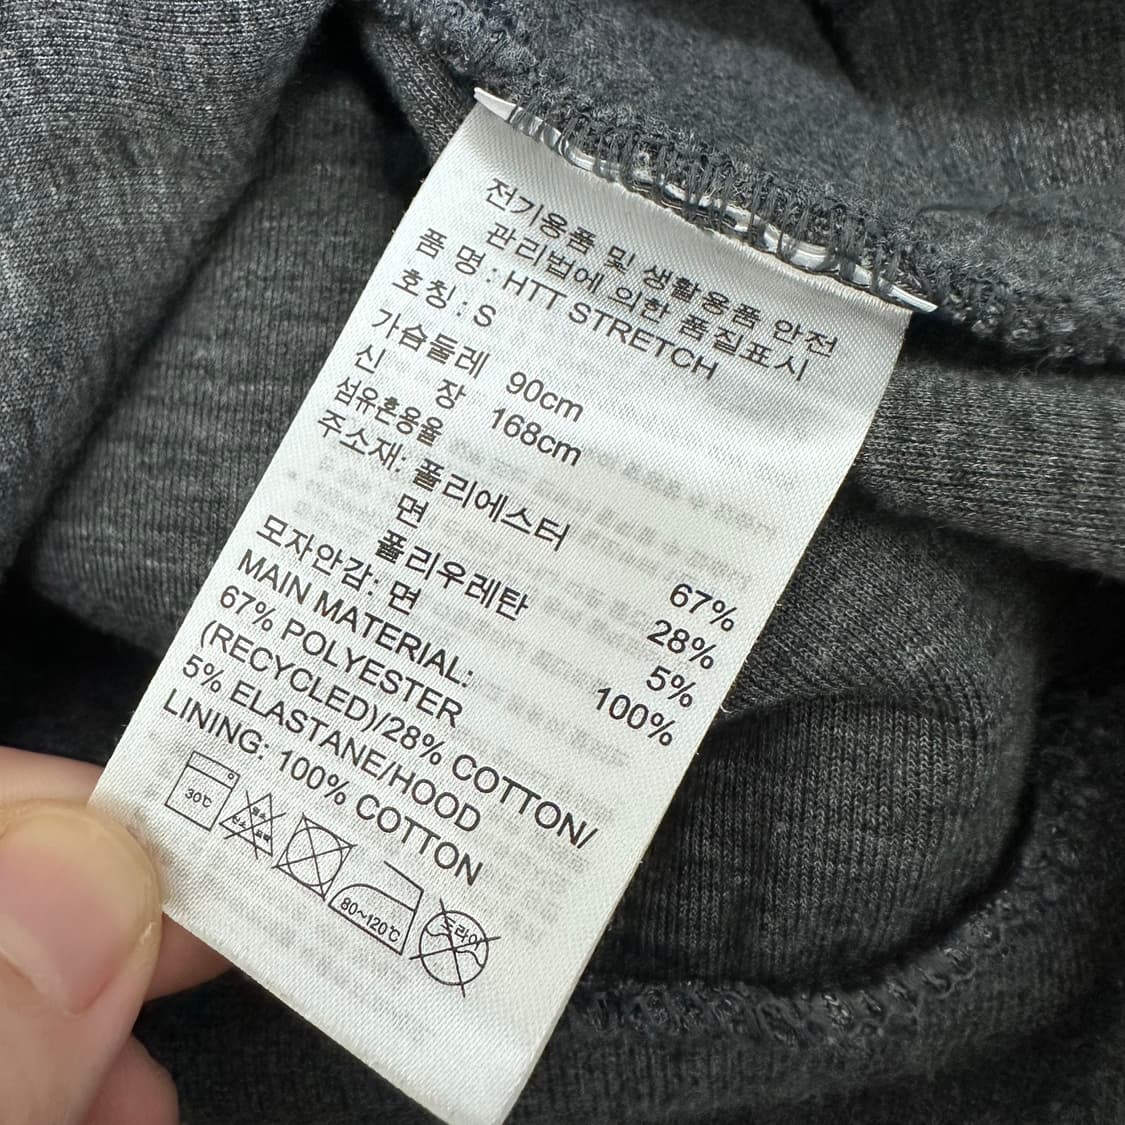 전기용품 및 생활용품 안전
관리법에 의한 품질표시
품 명 : HTT STRETCH
호칭 : S
가슴둘레 90cm
신 장 168cm
섬유혼용율
주소재: 폴리에스터 67%
면 28%
폴리우레탄 5%
모자안감: 면 100%
MAIN MATERIAL:
67% POLYESTER
(RECYCLED)/28% COTTON/
5% ELASTANE/HOOD
LINING: 100% COTTON
30℃
80~120℃
드라이